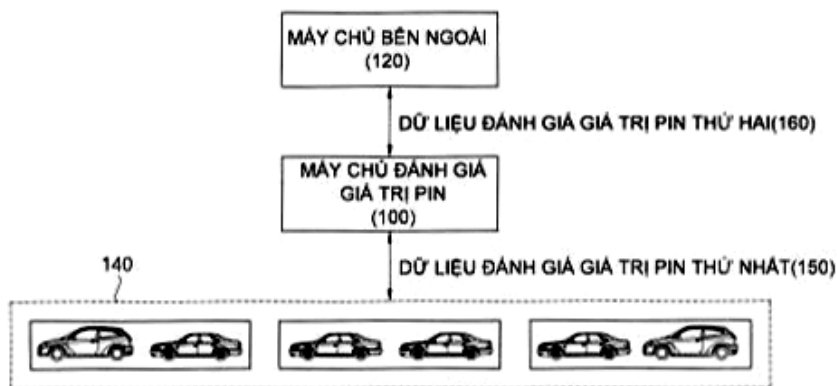 MÁY CHỦ BÊN NGOÀI
(120)
DỮ LIỆU ĐÁNH GIÁ GIÁ TRỊ PIN THỨ HAI(160)
MÁY CHỦ ĐÁNH GIÁ
GIÁ TRỊ PIN
(100)
DỮ LIỆU ĐÁNH GIÁ GIÁ TRỊ PIN THỨ NHẤT(150)
140